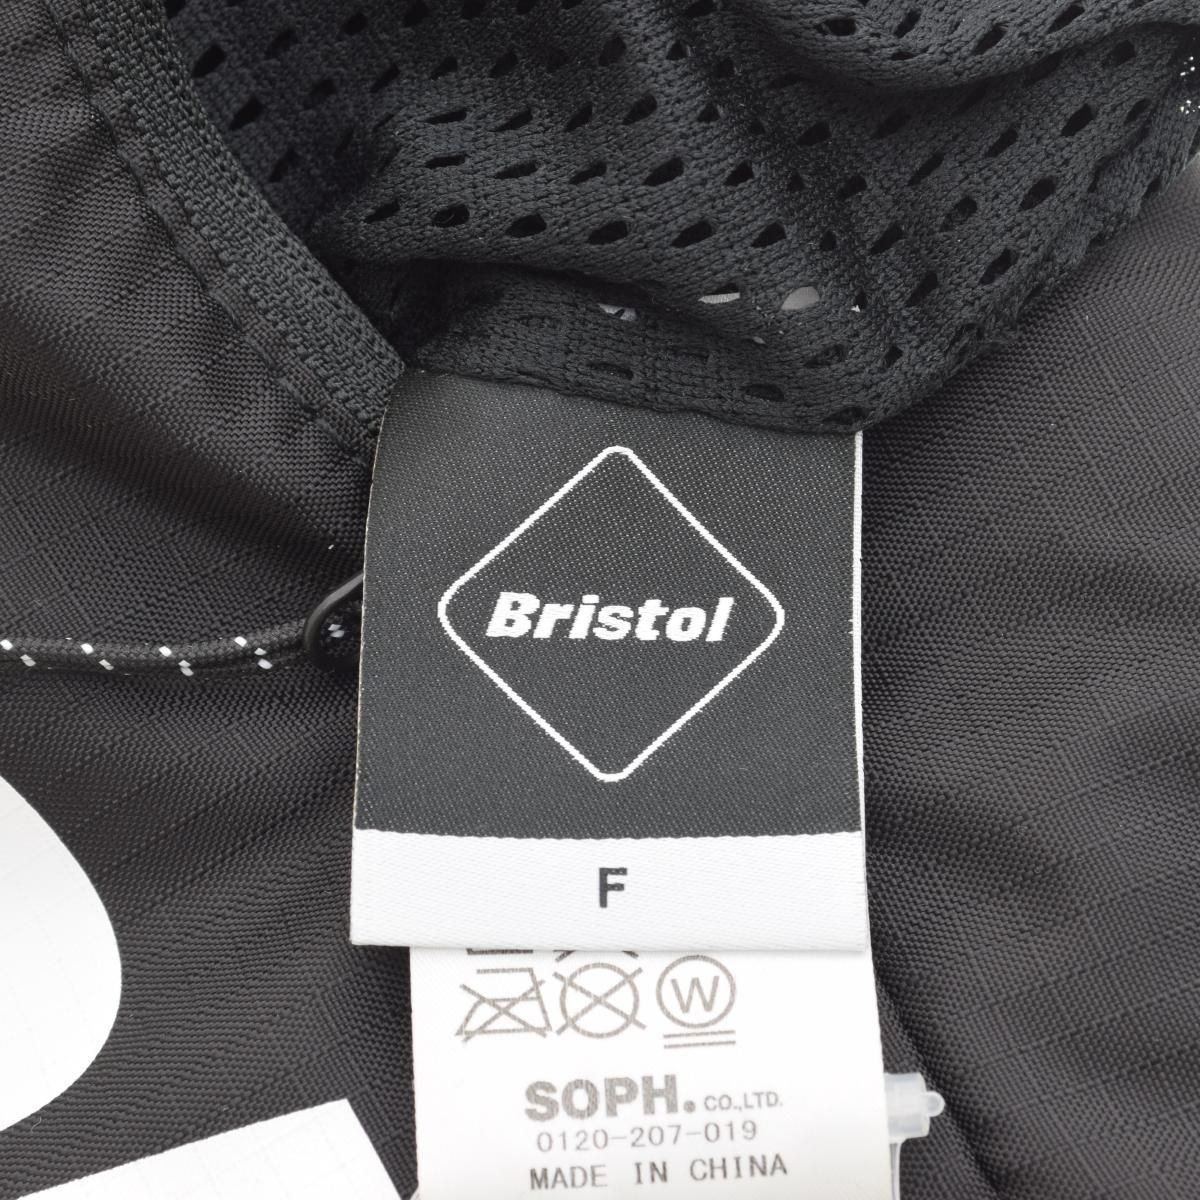 Bristol
F
W
SOPH. CO.,LTD.
0120-207-019
MADE IN CHINA